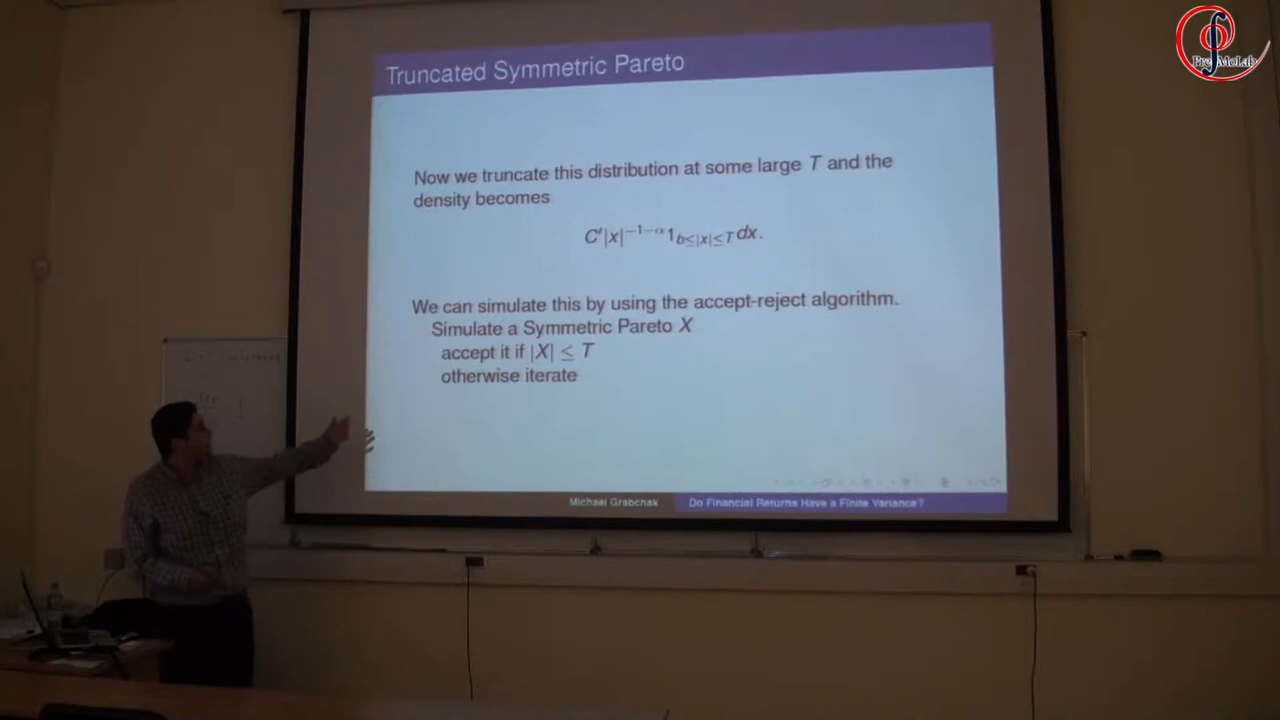 PreMoLab
Truncated Symmetric Pareto
Now we truncate this distribution at some large T and the
density becomes
C′|x|⁻¹⁻ᵅ1_{b≤|x|≤T}dx.
We can simulate this by using the accept-reject algorithm.
Simulate a Symmetric Pareto X
accept it if |X| ≤ T
otherwise iterate
Michael Grabchak Do Financial Returns Have a Finite Variance?